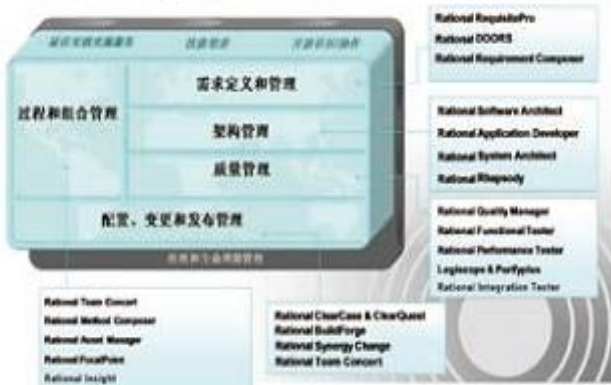 需求定义和管理
过程和组合管理
架构管理
质量管理
配置、变更和发布管理
Rational RequisitePro
Rational DOORS
Rational Requirement Composer
Rational Software Architect
Rational Application Developer
Rational System Architect
Rational Rhapsody
Rational Quality Manager
Rational Functional Tester
Rational Performance Tester
Logiscope & Purifyplus
Rational Integration Tester
Rational Team Concert
Rational Method Composer
Rational Asset Manager
Rational FocalPoint
Rational Insight
Rational ClearCase & ClearQuest
Rational BuildForge
Rational Synergy Change
Rational Team Concert